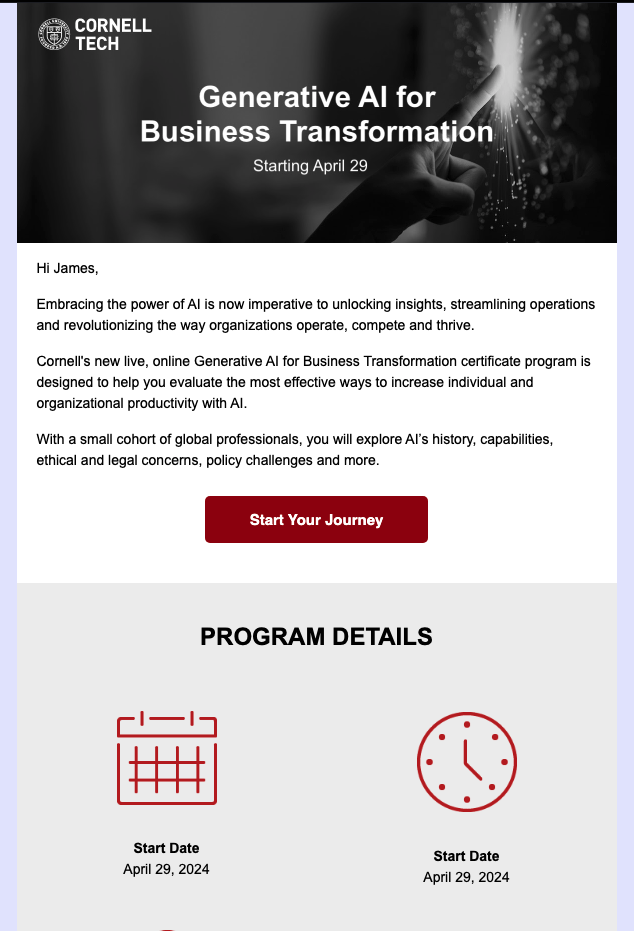 CORNELL
TECH
Generative AI for
Business Transformation
Starting April 29
Hi James,
Embracing the power of AI is now imperative to unlocking insights, streamlining operations
and revolutionizing the way organizations operate, compete and thrive.
Cornell's new live, online Generative AI for Business Transformation certificate program is
designed to help you evaluate the most effective ways to increase individual and
organizational productivity with AI.
With a small cohort of global professionals, you will explore AI’s history, capabilities,
ethical and legal concerns, policy challenges and more.
Start Your Journey
PROGRAM DETAILS
Start Date
April 29, 2024
Start Date
April 29, 2024